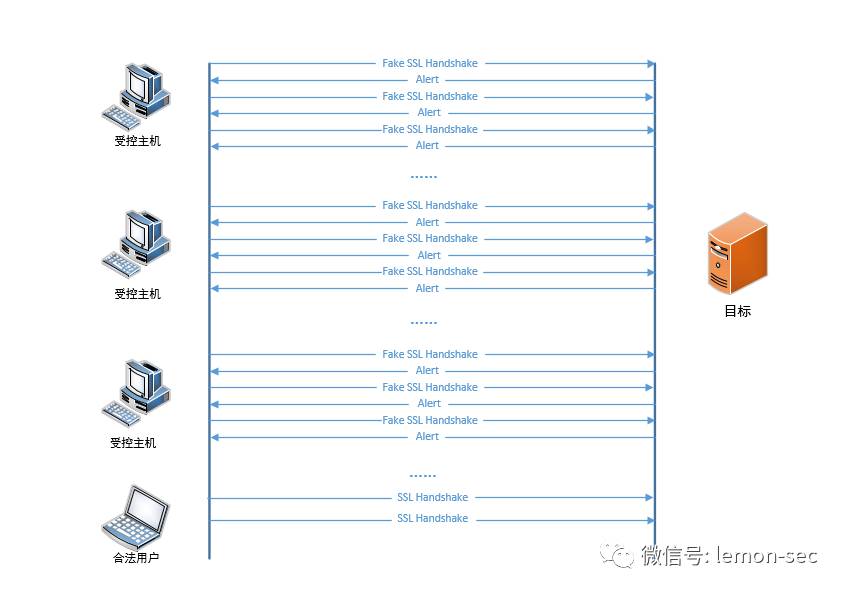 Fake SSL Handshake
Alert
Fake SSL Handshake
Alert
Fake SSL Handshake
Alert
受控主机
......
Fake SSL Handshake
Alert
Fake SSL Handshake
Alert
Fake SSL Handshake
Alert
受控主机
目标
......
Fake SSL Handshake
Alert
Fake SSL Handshake
Alert
Fake SSL Handshake
Alert
受控主机
......
SSL Handshake
SSL Handshake
合法用户
微信号: lemon-sec